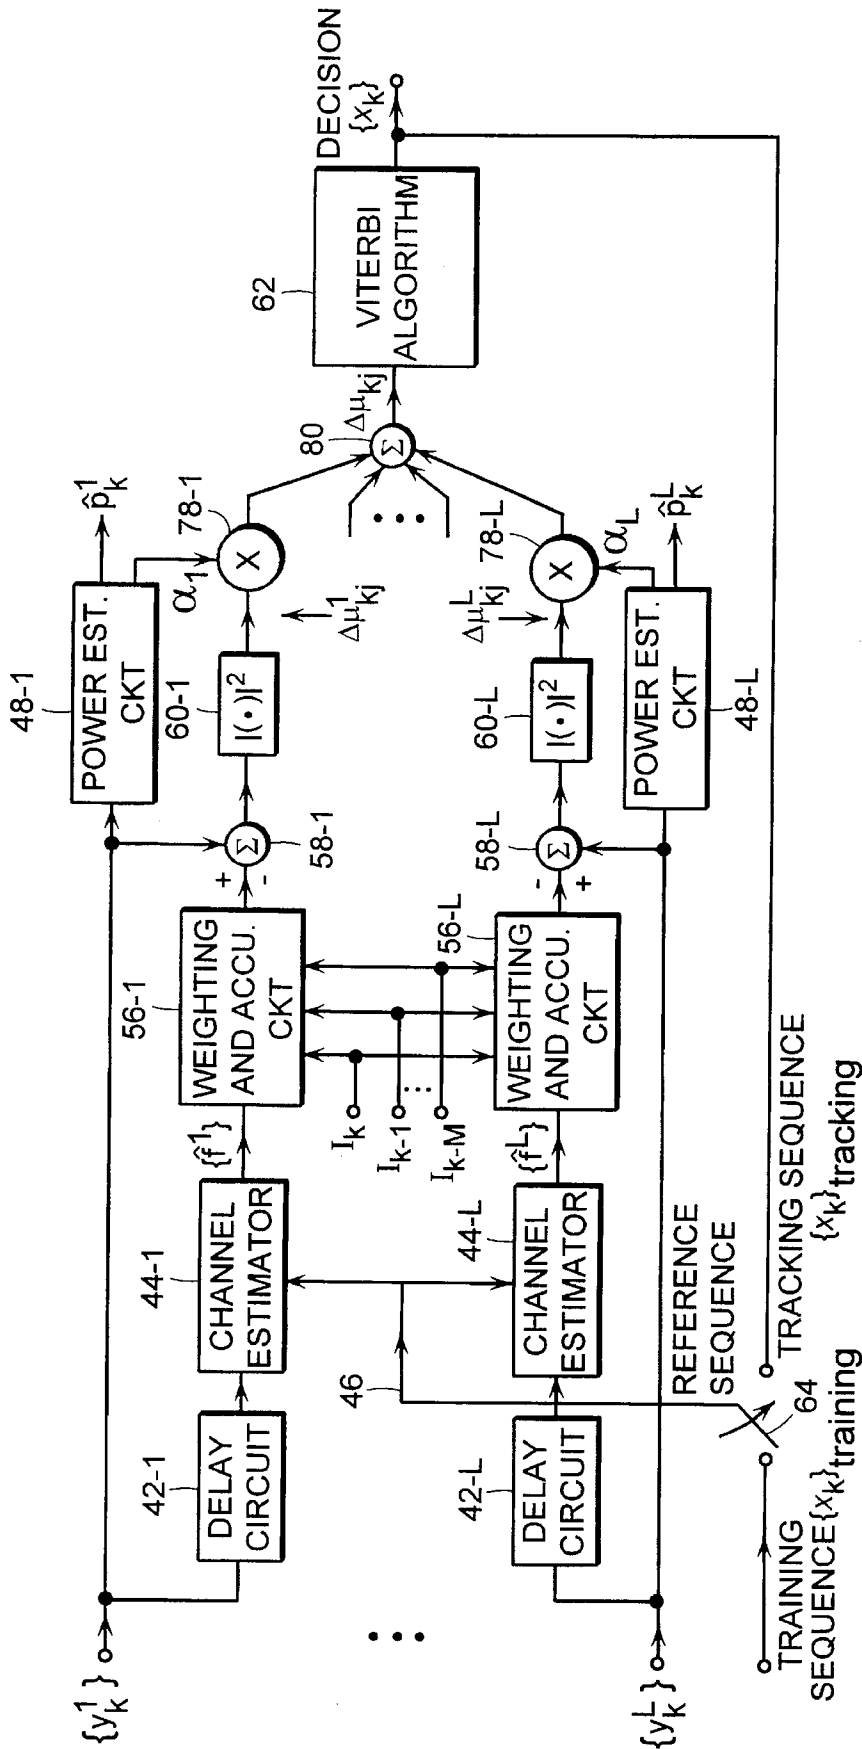 {y_k^1}
42-1
DELAY
CIRCUIT
44-1
CHANNEL
ESTIMATOR
{f̂^1}
56-1
WEIGHTING
AND ACCU.
CKT
+
-
Σ
58-1
48-1
POWER EST.
CKT
p̂_k^1
60-1
|(•)|^2
α_1
78-1
X
Δμ_kj^1
I_k
I_k-1
...
I_k-M
80
Σ
Δμ_kj
•••
62
VITERBI
ALGORITHM
DECISION
{x_k}
•••
46
{y_k^L}
42-L
DELAY
CIRCUIT
44-L
CHANNEL
ESTIMATOR
{f̂^L}
56-L
WEIGHTING
AND ACCU.
CKT
-
+
58-L
Σ
60-L
|(•)|^2
Δμ_kj^L
78-L
X
α_L
POWER EST.
CKT
48-L
p̂_k^L
REFERENCE
SEQUENCE
64
TRAINING
SEQUENCE{x_k}training
TRACKING SEQUENCE
{x_k}tracking